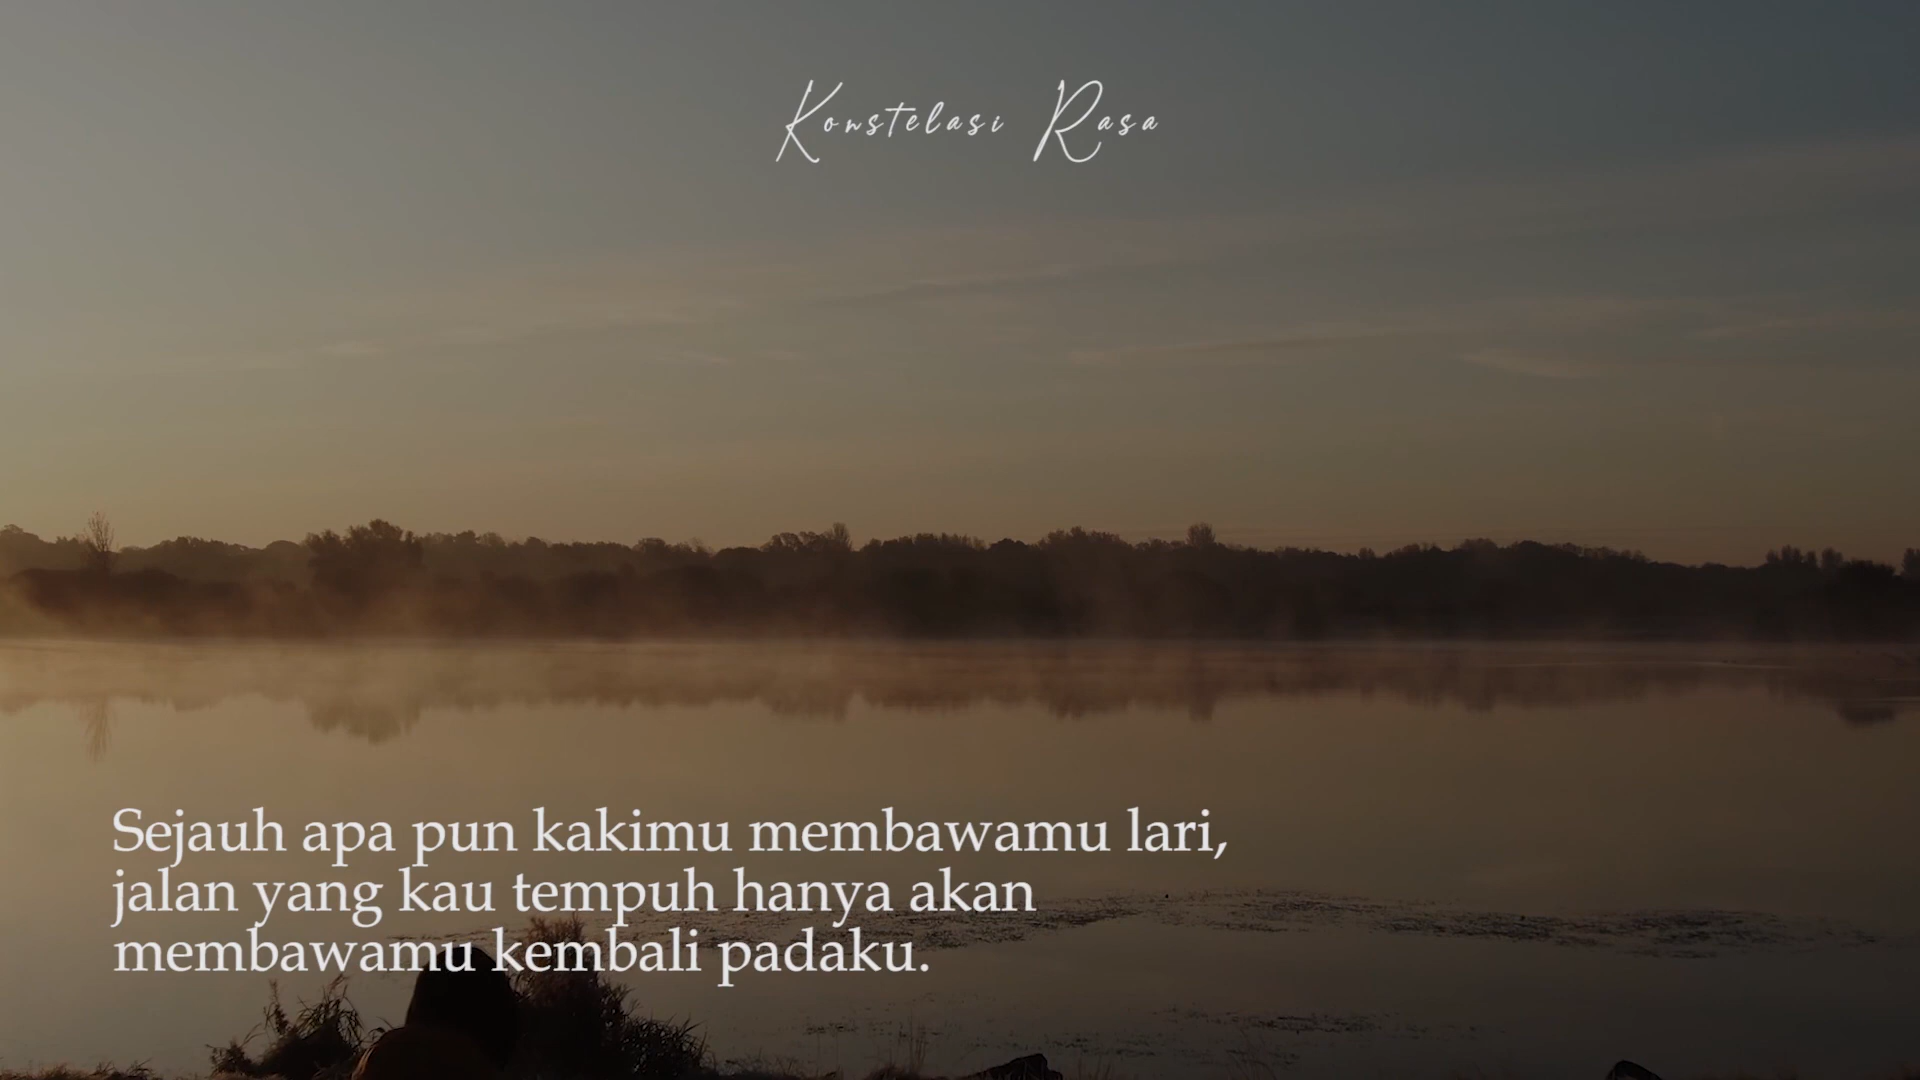 Konstelasi Rasa
Sejauh apa pun kakimu membawamu lari,
jalan yang kau tempuh hanya akan
membawamu kembali padaku.